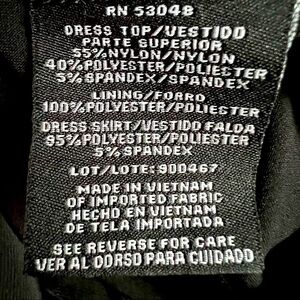 RN 53048
DRESS TOP/VESTIDO
PARTE SUPERIOR
55%NYLON/NYLON
40%POLYESTER/POLIESTER
5%SPANDEX/SPANDEX
LINING/FORRO
100%POLYESTER/POLIESTER
DRESS SKIRT/VESTIDO FALDA
95%POLYESTER/POLIESTER
5%SPANDEX
LOT/LOTE: 900467
MADE IN VIETNAM
OF IMPORTED FABRIC
HECHO EN VIETNAM
DE TELA IMPORTADA
SEE REVERSE FOR CARE
VER AL DORSO PARA CUIDADO